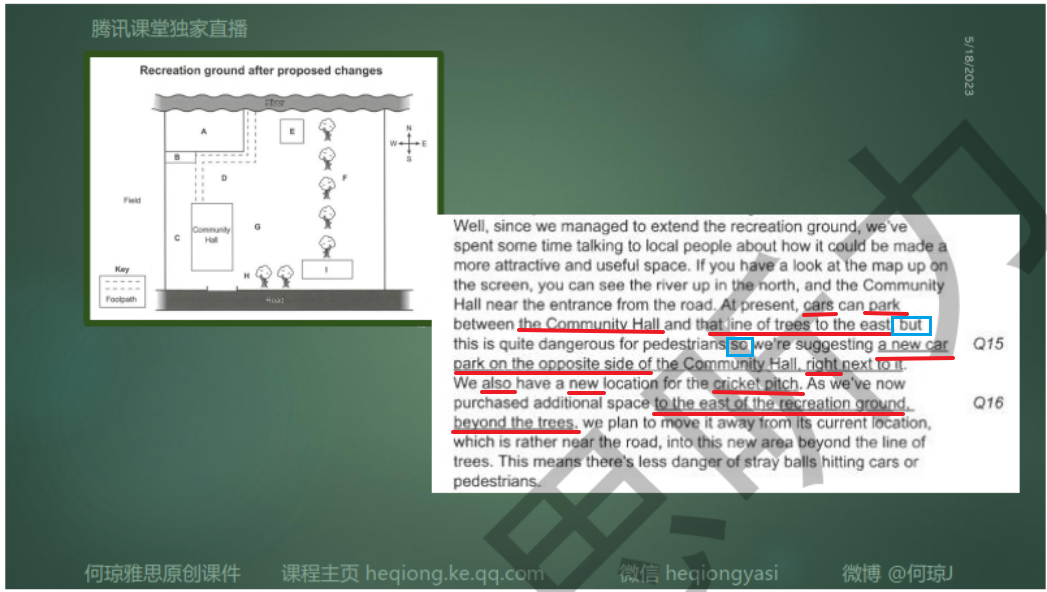 腾讯课堂独家直播
5/18/2023
Recreation ground after proposed changes
River
A
E
N
W E
S
B
D
F
Field
Community
Hall
C
G
Key
H
I
Footpath
Road
Well, since we managed to extend the recreation ground, we've
spent some time talking to local people about how it could be made a
more attractive and useful space. If you have a look at the map up on
the screen, you can see the river up in the north, and the Community
Hall near the entrance from the road. At present, cars can park
between the Community Hall and that line of trees to the east but
this is quite dangerous for pedestrians so we're suggesting a new car
Q15
park on the opposite side of the Community Hall, right next to it.
We also have a new location for the cricket pitch. As we've now
purchased additional space to the east of the recreation ground,
Q16
beyond the trees, we plan to move it away from its current location,
which is rather near the road, into this new area beyond the line of
trees. This means there's less danger of stray balls hitting cars or
pedestrians.
何琼雅思原创课件 课程主页 heqiong.ke.qq.com 微信 heqiongyasi 微博 @何琼J